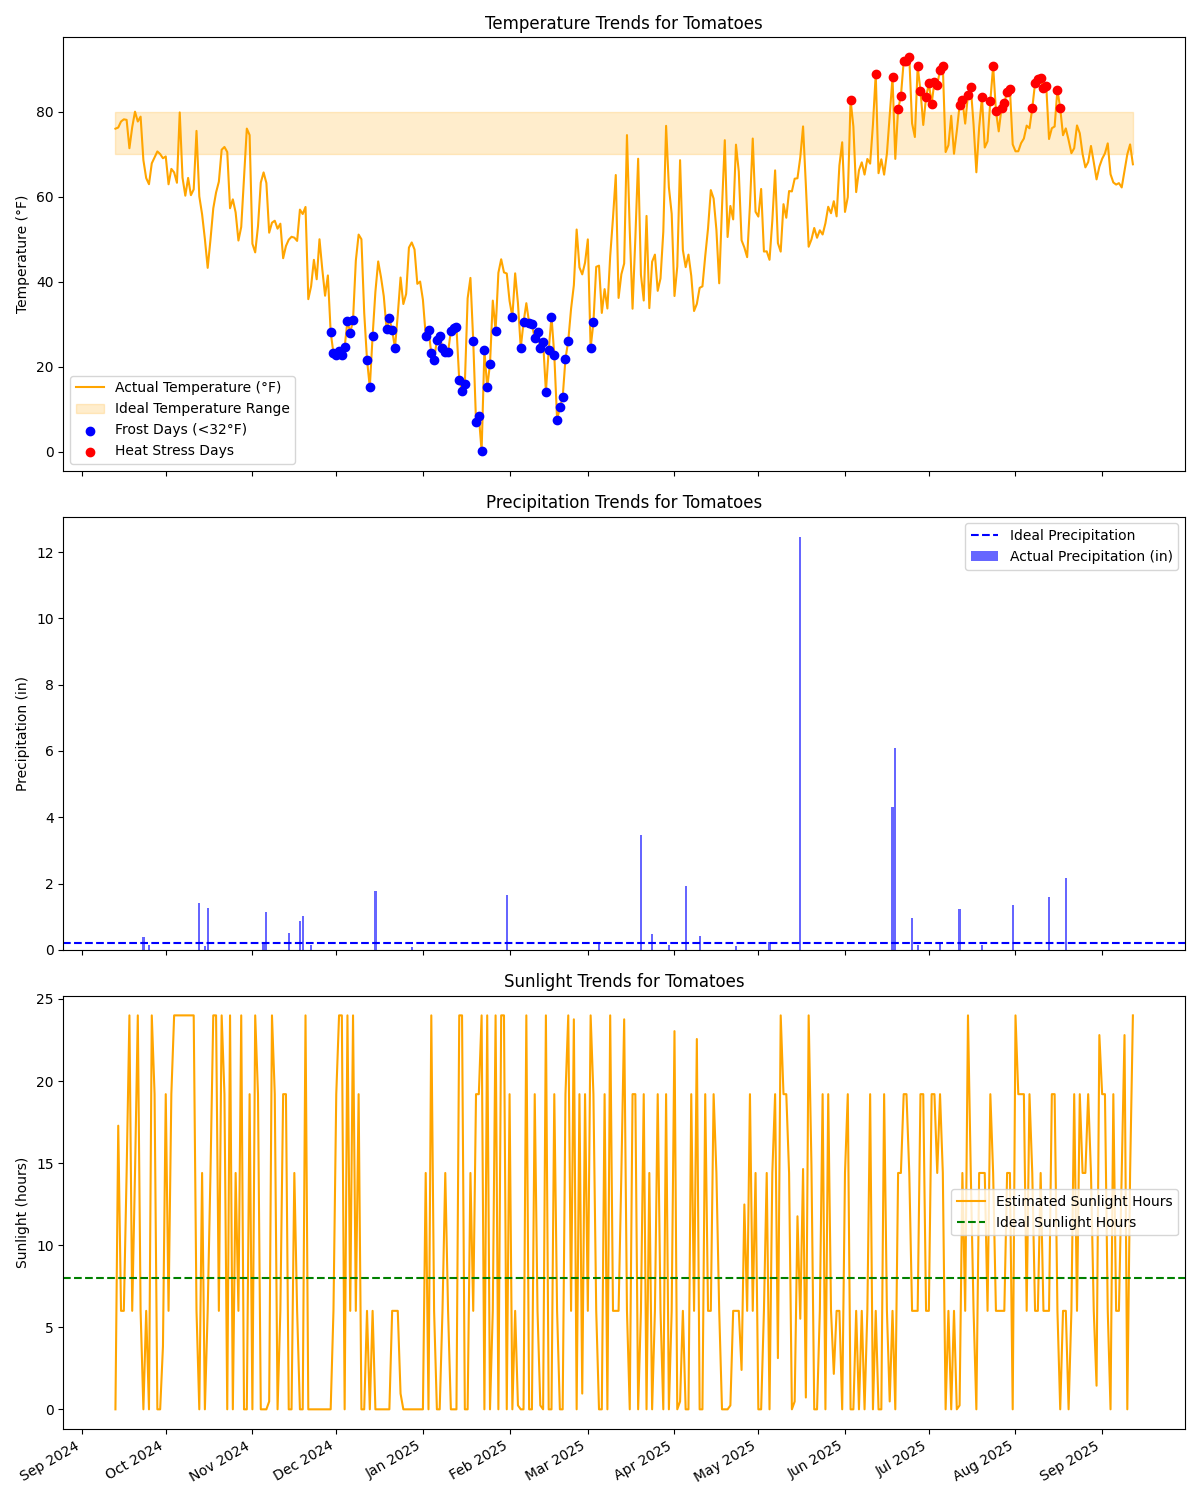 Temperature Trends for Tomatoes
Temperature (°F)
80
60
40
20
0
Actual Temperature (°F)
Ideal Temperature Range
Frost Days (<32°F)
Heat Stress Days
Precipitation Trends for Tomatoes
Precipitation (in)
12
10
8
6
4
2
0
Ideal Precipitation
Actual Precipitation (in)
Sunlight Trends for Tomatoes
Sunlight (hours)
25
20
15
10
5
0
Estimated Sunlight Hours
Ideal Sunlight Hours
Sep 2024
Oct 2024
Nov 2024
Dec 2024
Jan 2025
Feb 2025
Mar 2025
Apr 2025
May 2025
Jun 2025
Jul 2025
Aug 2025
Sep 2025